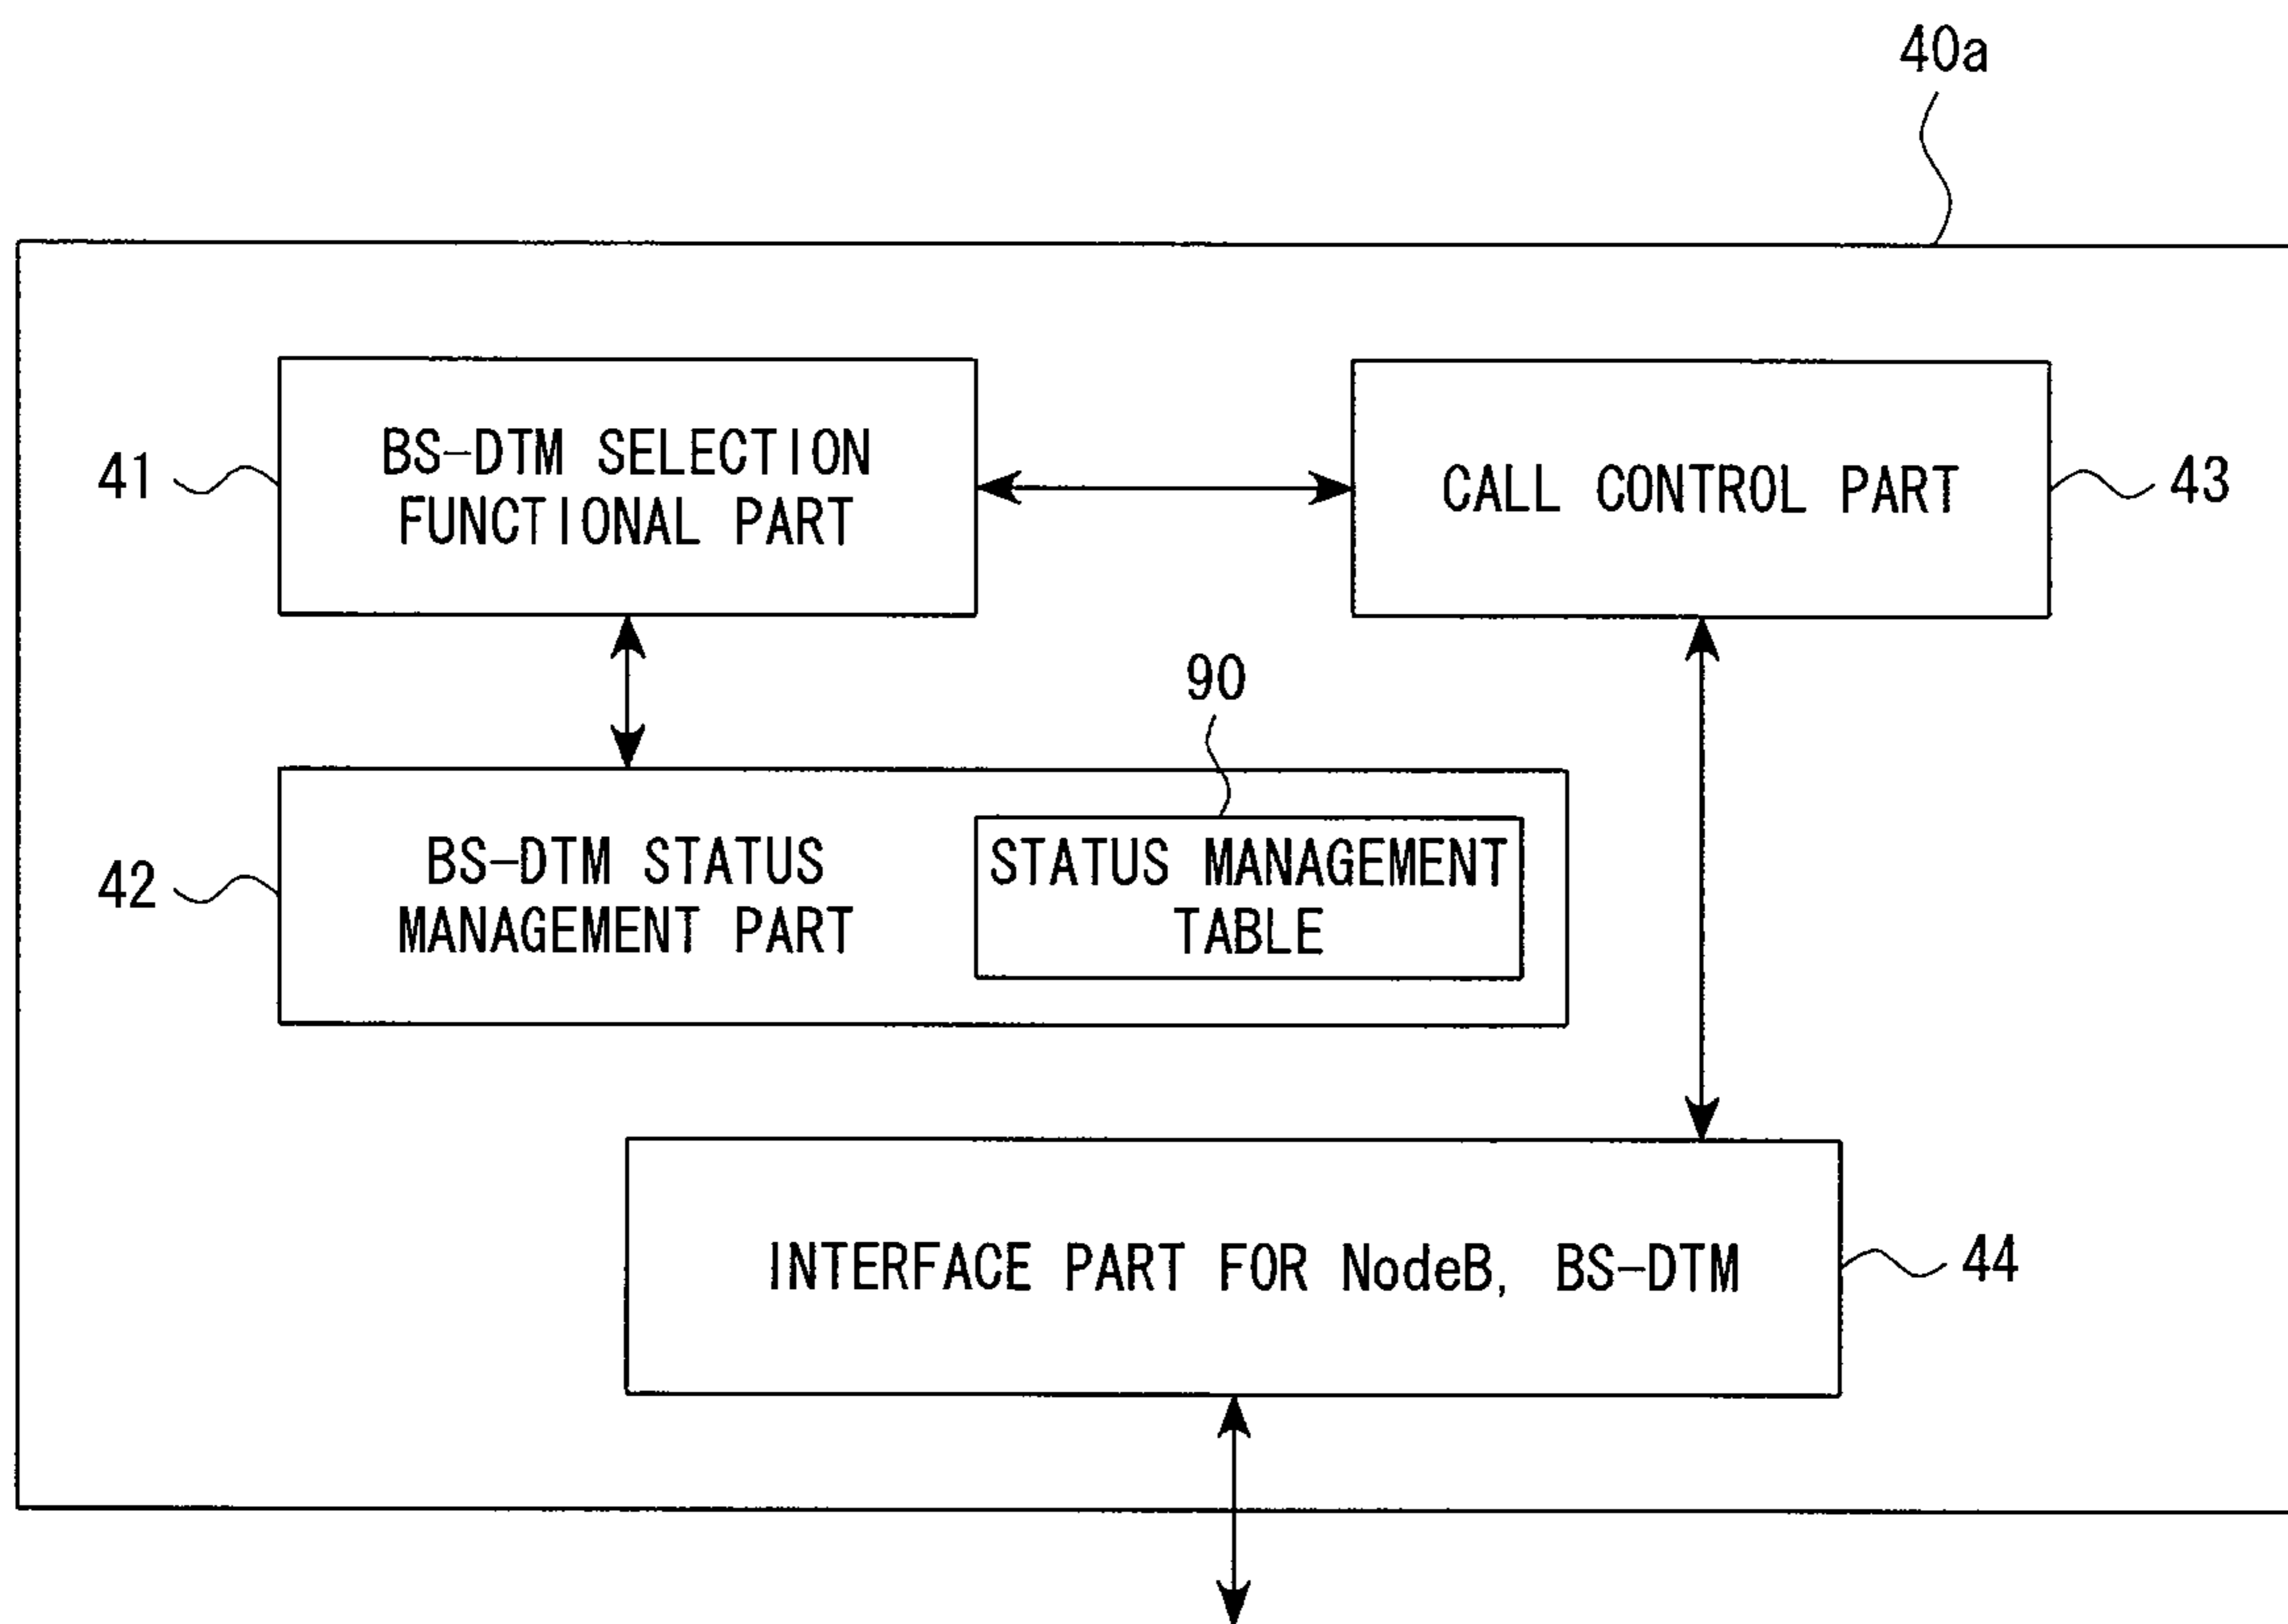 40a
BS-DTM SELECTION
FUNCTIONAL PART
41
CALL CONTROL PART
43
90
BS-DTM STATUS
MANAGEMENT PART
42
STATUS MANAGEMENT
TABLE
INTERFACE PART FOR NodeB, BS-DTM
44